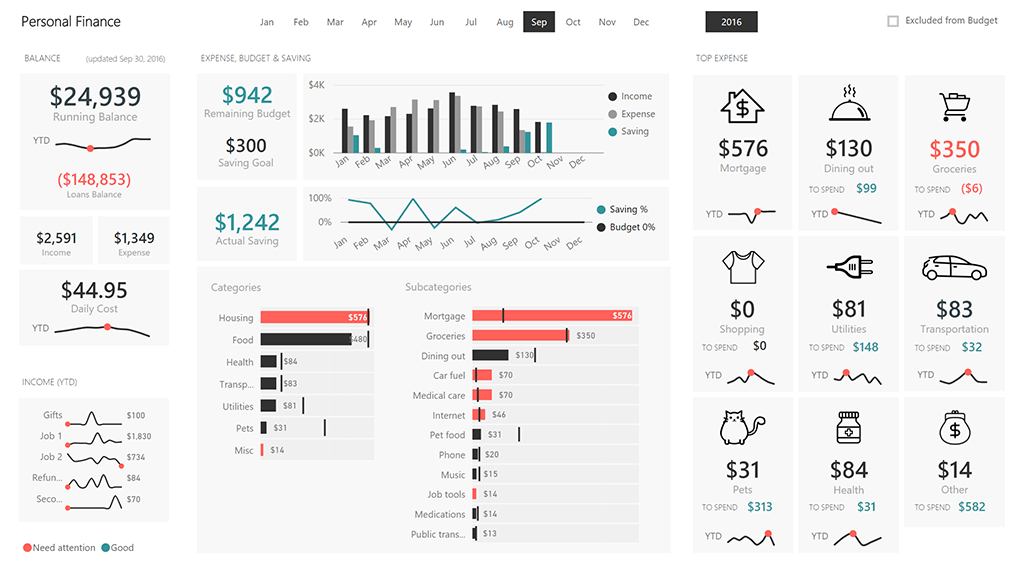 Personal Finance
Jan Feb Mar Apr May Jun Jul Aug Sep Oct Nov Dec
2016
Excluded from Budget
BALANCE (updated Sep 30, 2016)
$24,939
Running Balance
YTD
($148,853)
Loans Balance
$2,591
Income
$1,349
Expense
$44.95
Daily Cost
YTD
INCOME (YTD)
Gifts $100
Job 1 $1,830
Job 2 $734
Refun... $84
Seco... $70
Need attention Good
EXPENSE, BUDGET & SAVING
$942
Remaining Budget
$300
Saving Goal
$4K
$2K
$0K
Jan Feb Mar Apr May Jun Jul Aug Sep Oct Nov Dec
Income
Expense
Saving
$1,242
Actual Saving
100%
0%
Jan Feb Mar Apr May Jun Jul Aug Sep Oct Nov Dec
Saving %
Budget 0%
Categories
Housing $576
Food $480
Health $84
Transp... $83
Utilities $81
Pets $31
Misc $14
Subcategories
Mortgage $576
Groceries $350
Dining out $130
Car fuel $70
Medical care $70
Internet $46
Pet food $31
Phone $20
Music $15
Job tools $14
Medications $14
Public trans... $13
TOP EXPENSE
$
$576
Mortgage
YTD
$130
Dining out
TO SPEND $99
YTD
$350
Groceries
TO SPEND ($6)
YTD
$0
Shopping
TO SPEND $0
YTD
$81
Utilities
TO SPEND $148
YTD
$83
Transportation
TO SPEND $32
YTD
$31
Pets
TO SPEND $313
YTD
$84
Health
TO SPEND $31
YTD
$
$14
Other
TO SPEND $582